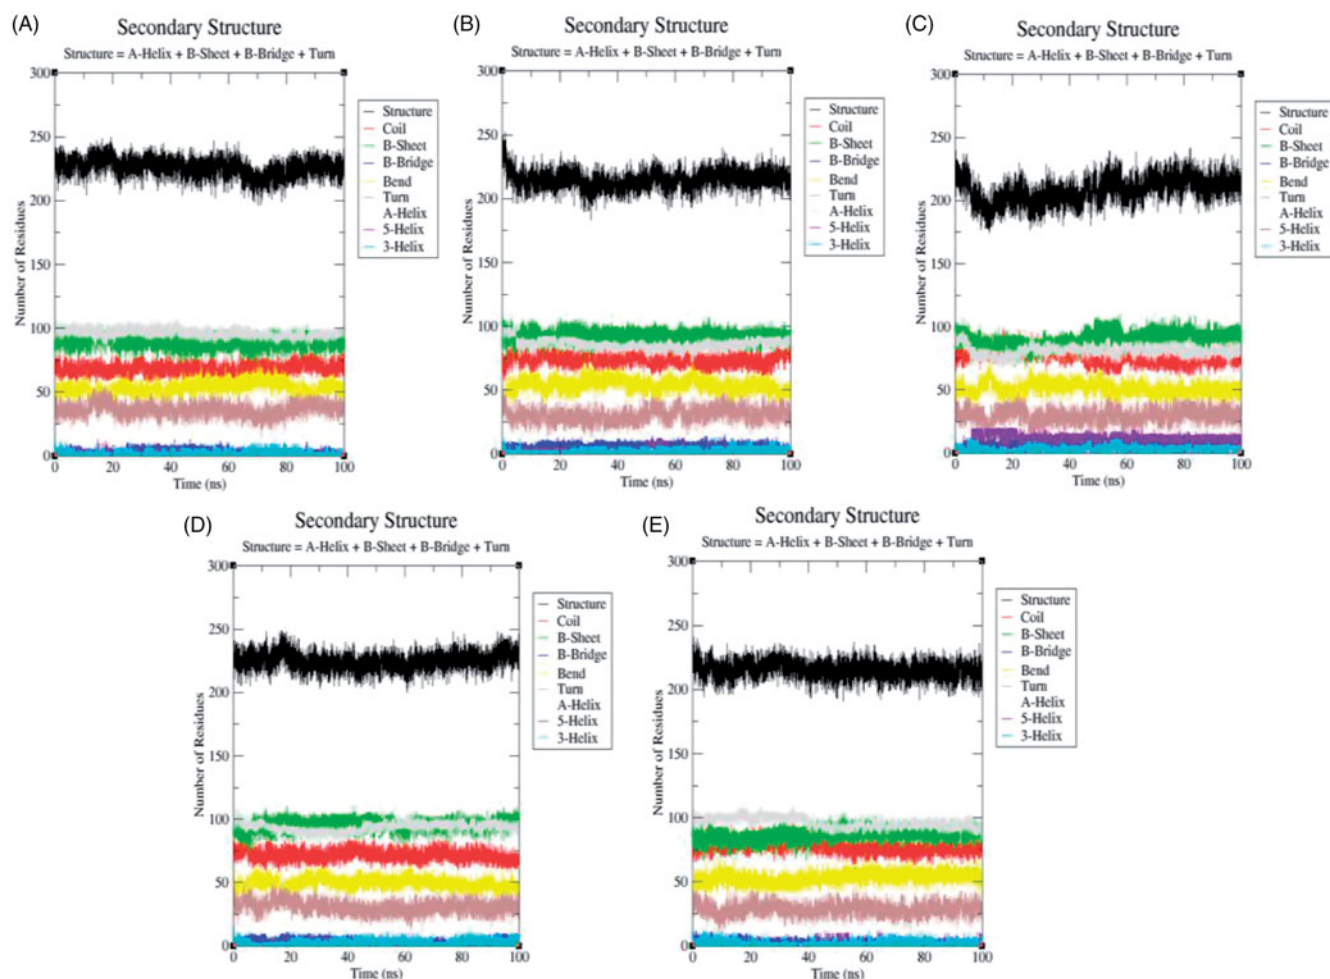 (A)
Secondary Structure
Structure = A-Helix + B-Sheet + B-Bridge + Turn
Number of Residues
300
250
200
150
100
50
0
0 20 40 60 80 100
Time (ns)
Structure
Coil
B-Sheet
B-Bridge
Bend
Turn
A-Helix
5-Helix
3-Helix
(B)
Secondary Structure
Structure = A-Helix + B-Sheet + B-Bridge + Turn
Number of Residues
300
250
200
150
100
50
0
0 20 40 60 80 100
Time (ns)
Structure
Coil
B-Sheet
B-Bridge
Bend
Turn
A-Helix
5-Helix
3-Helix
(C)
Secondary Structure
Structure = A-Helix + B-Sheet + B-Bridge + Turn
Number of Residues
300
250
200
150
100
50
0
0 20 40 60 80 100
Time (ns)
Structure
Coil
B-Sheet
B-Bridge
Bend
Turn
A-Helix
5-Helix
3-Helix
(D)
Secondary Structure
Structure = A-Helix + B-Sheet + B-Bridge + Turn
Number of Residues
300
250
200
150
100
50
0
0 20 40 60 80 100
Time (ns)
Structure
Coil
B-Sheet
B-Bridge
Bend
Turn
A-Helix
5-Helix
3-Helix
(E)
Secondary Structure
Structure = A-Helix + B-Sheet + B-Bridge + Turn
Number of Residues
300
250
200
150
100
50
0
0 20 40 60 80 100
Time (ns)
Structure
Coil
B-Sheet
B-Bridge
Bend
Turn
A-Helix
5-Helix
3-Helix